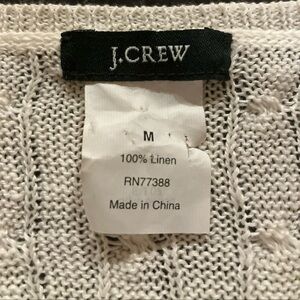 J.CREW
M
100% Linen
RN77388
Made in China